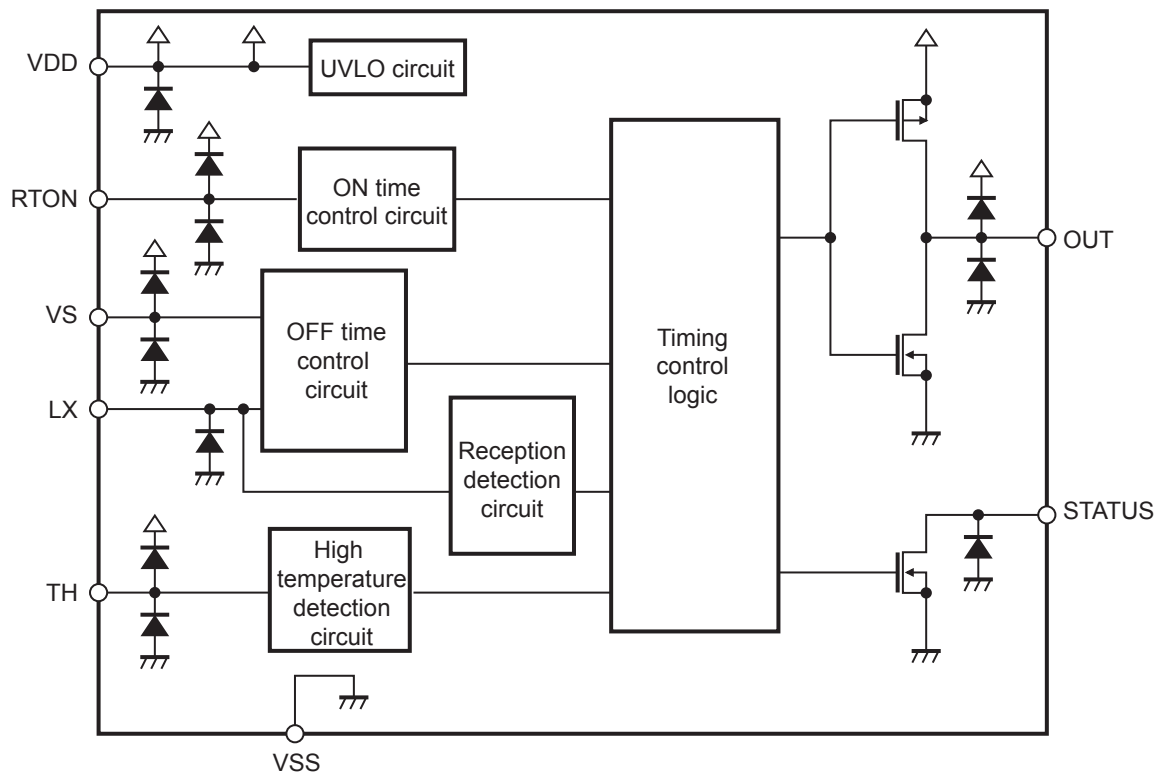 VDD
UVLO circuit
RTON
ON time
control circuit
VS
OFF time
control
circuit
LX
Timing
control
logic
OUT
Reception
detection
circuit
STATUS
TH
High
temperature
detection
circuit
VSS